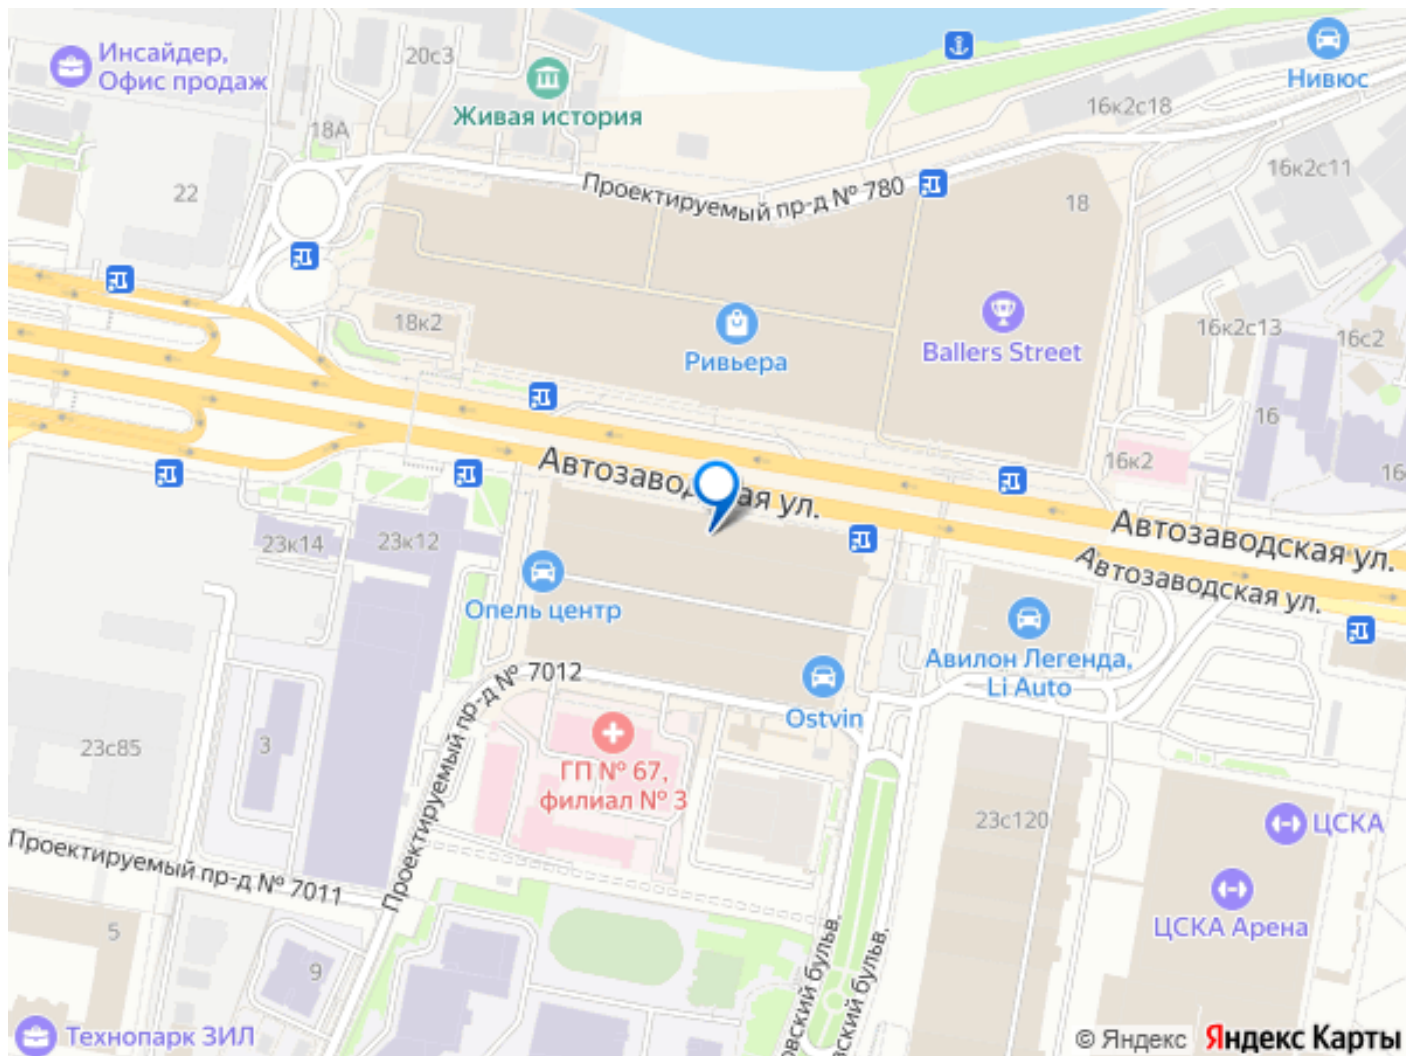 Инсайдер,
Офис продаж
20с3
Живая история
18А
22
Нивюс
16к2с18
16к2с11
Проектируемый пр-д № 780
18
18к2
Ривьера
Ballers Street
16к2с13
16с2
16
16к2
Автозаводская ул.
Автозаводская ул.
Автозаводская ул.
23к14
23к12
Опель центр
Авилон Легенда,
Li Auto
Проектируемый пр-д № 7012
Ostvin
ГП № 67,
филиал № 3
23с85
3
23с120
ЦСКА
ЦСКА Арена
Проектируемый пр-д № 7011
5
9
бульв.
бульв.
Технопарк ЗИЛ
© Яндекс Яндекс Карты